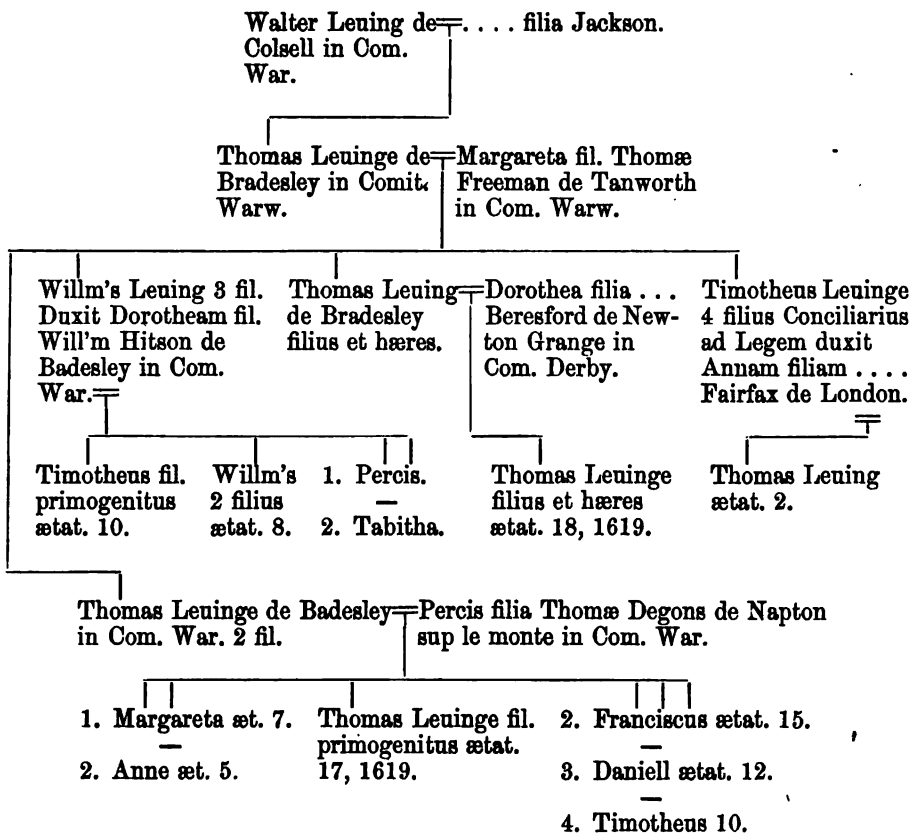 Walter Leuing de . . . . filia Jackson.
Colsell in Com.
War.
Thomas Leuinge de
Bradesley in Comit.
Warw.
Margareta fil. Thomæ
Freeman de Tanworth
in Com. Warw.
Willm's Leuing 3 fil.
Duxit Dorotheam fil.
Will'm Hitson de
Badesley in Com.
War.
Thomas Leuing
de Bradesley
filius et hæres.
Dorothea filia . . .
Beresford de New-
ton Grange in
Com. Derby.
Timotheus Leuinge
4 filius Conciliarius
ad Legem duxit
Annam filiam . . . .
Fairfax de London.
Timotheus fil.
primogenitus
ætat. 10.
Willm's
2 filius
ætat. 8.
1. Percis.
—
2. Tabitha.
Thomas Leuinge
filius et hæres
ætat. 18, 1619.
Thomas Leuing
ætat. 2.
Thomas Leuinge de Badesley
in Com. War. 2 fil.
Percis filia Thomæ Degons de Napton
sup le monte in Com. War.
1. Margareta æt. 7.
—
2. Anne æt. 5.
Thomas Leuinge fil.
primogenitus ætat.
17, 1619.
2. Franciscus ætat. 15.
—
3. Daniell ætat. 12.
—
4. Timotheus 10.